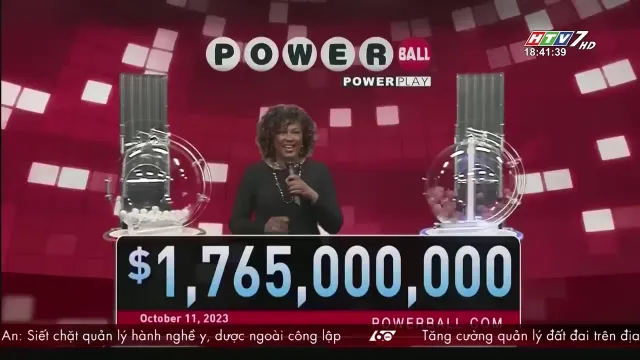 POWER BALL
HTV7 HD
18:41:39
POWERPLAY
$1,765,000,000
October 11, 2023
POWERBALL.COM
An: Siết chặt quản lý hành nghề y, dược ngoài công lập 60 Tăng cường quản lý đất đai trên địa